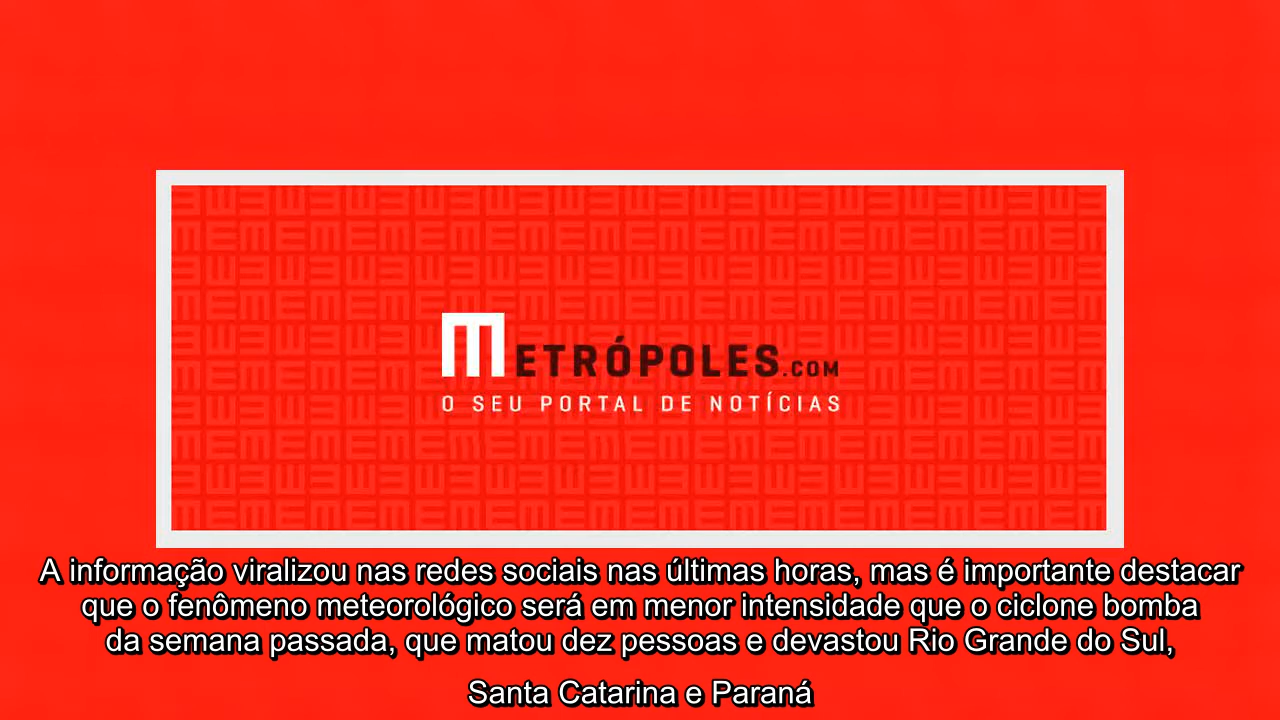 METRÓPOLES.COM
O SEU PORTAL DE NOTÍCIAS
A informação viralizou nas redes sociais nas últimas horas, mas é importante destacar
que o fenômeno meteorológico será em menor intensidade que o ciclone bomba
da semana passada, que matou dez pessoas e devastou Rio Grande do Sul,
Santa Catarina e Paraná